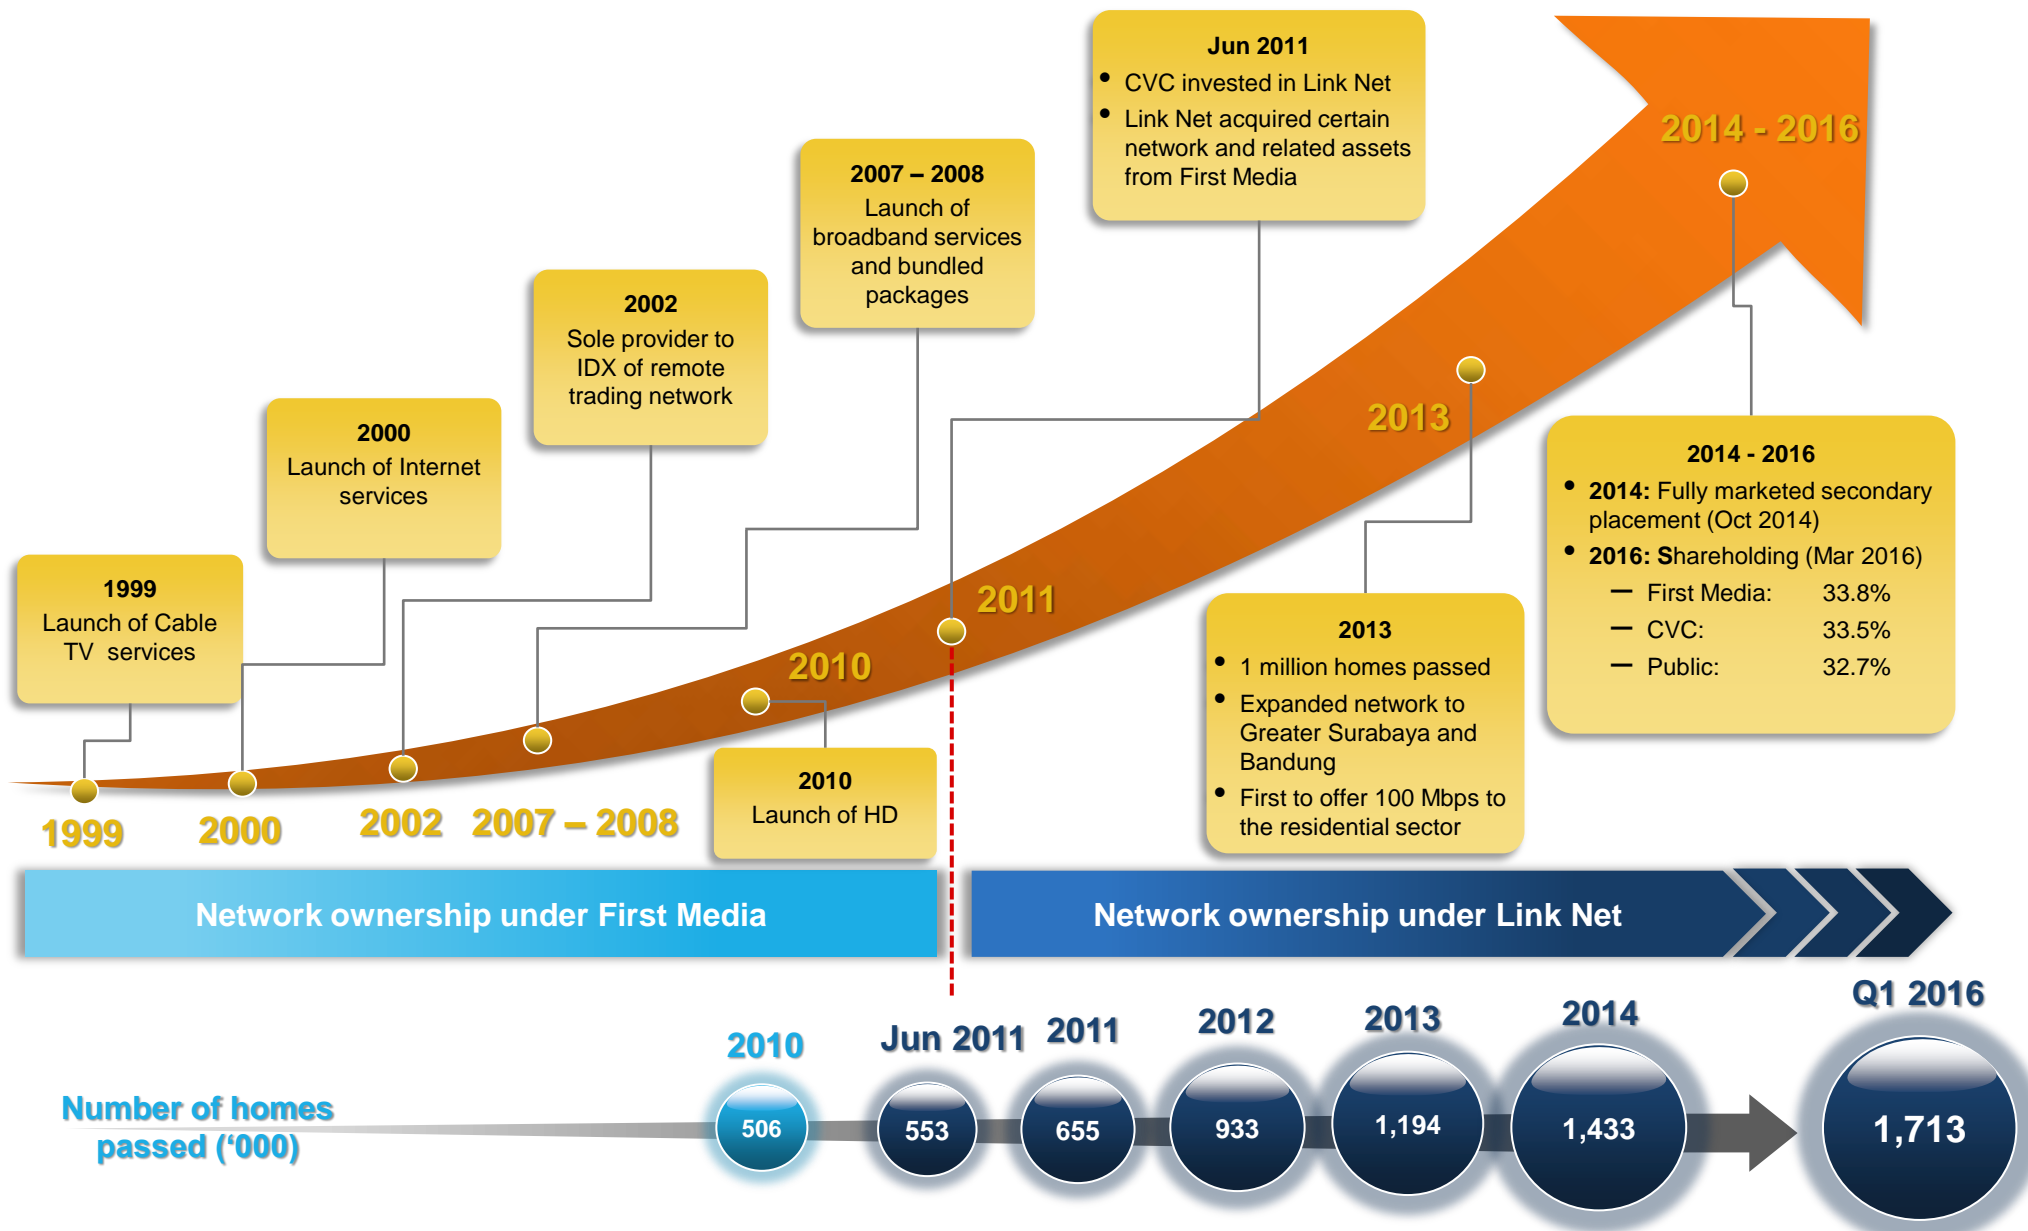 Jun 2011
• CVC invested in Link Net
• Link Net acquired certain
network and related assets
from First Media
2014 - 2016
2007 – 2008
Launch of
broadband services
and bundled
packages
2002
Sole provider to
IDX of remote
trading network
2000
Launch of Internet
services
1999
Launch of Cable
TV services
2013
2014 - 2016
• 2014: Fully marketed secondary
placement (Oct 2014)
• 2016: Shareholding (Mar 2016)
— First Media: 33.8%
— CVC: 33.5%
— Public: 32.7%
2011
2010
2013
• 1 million homes passed
• Expanded network to
Greater Surabaya and
Bandung
• First to offer 100 Mbps to
the residential sector
2010
Launch of HD
1999
2000
2002
2007 – 2008
Network ownership under First Media
Network ownership under Link Net
Number of homes
passed (‘000)
2010
506
Jun 2011
553
2011
655
2012
933
2013
1,194
2014
1,433
Q1 2016
1,713